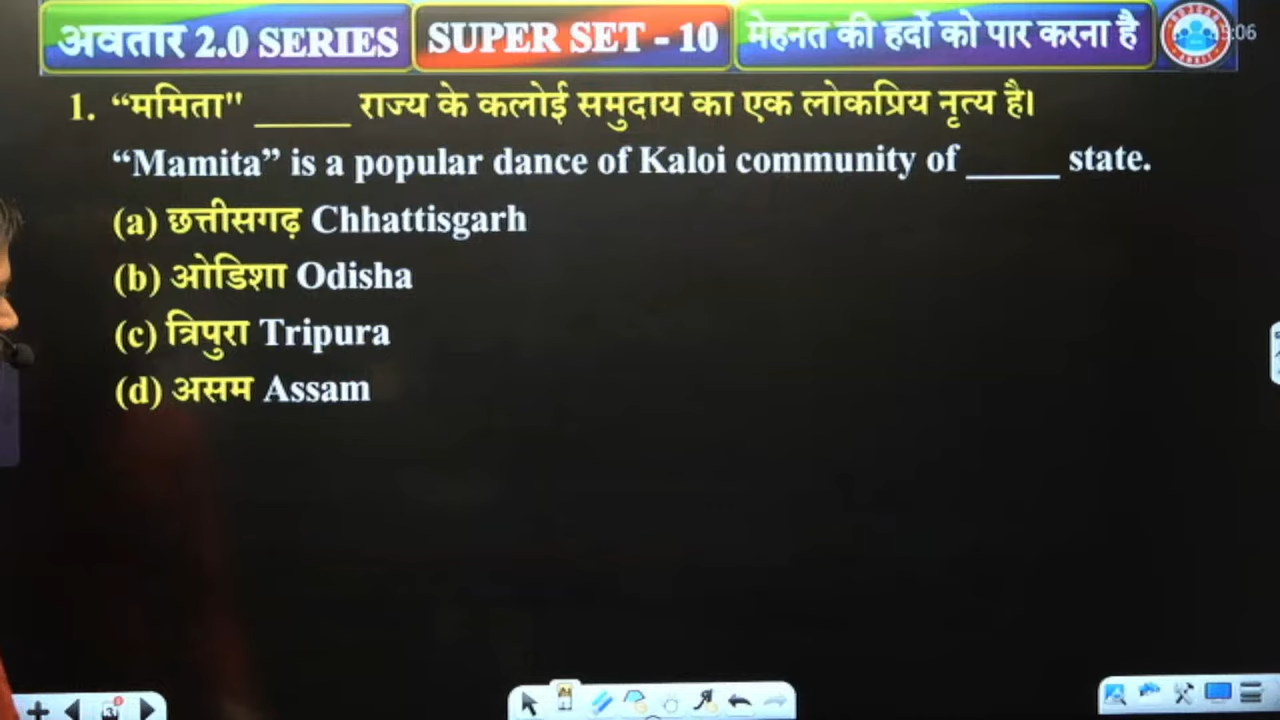 अवतार 2.0 SERIES SUPER SET - 10 मेहनत की हदों को पार करना है
1. “ममिता" _____ राज्य के कलोई समुदाय का एक लोकप्रिय नृत्य है।
“Mamita” is a popular dance of Kaloi community of _____ state.
(a) छत्तीसगढ़ Chhattisgarh
(b) ओडिशा Odisha
(c) त्रिपुरा Tripura
(d) असम Assam